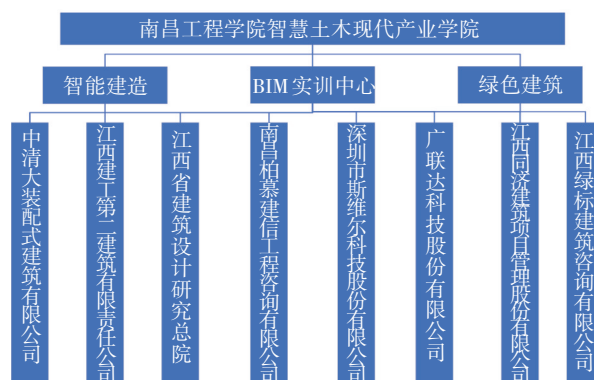 南昌工程学院智慧土木现代产业学院
智能建造
BIM实训中心
绿色建筑
中清大装配式建筑有限公司
江西建工第二建筑有限责任公司
江西省建筑设计研究总院
南昌柏慕建信工程咨询有限公司
深圳市斯维尔科技股份有限公司
广联达科技股份有限公司
江西同济建筑项目管理股份有限公司
江西绿标建筑咨询有限公司